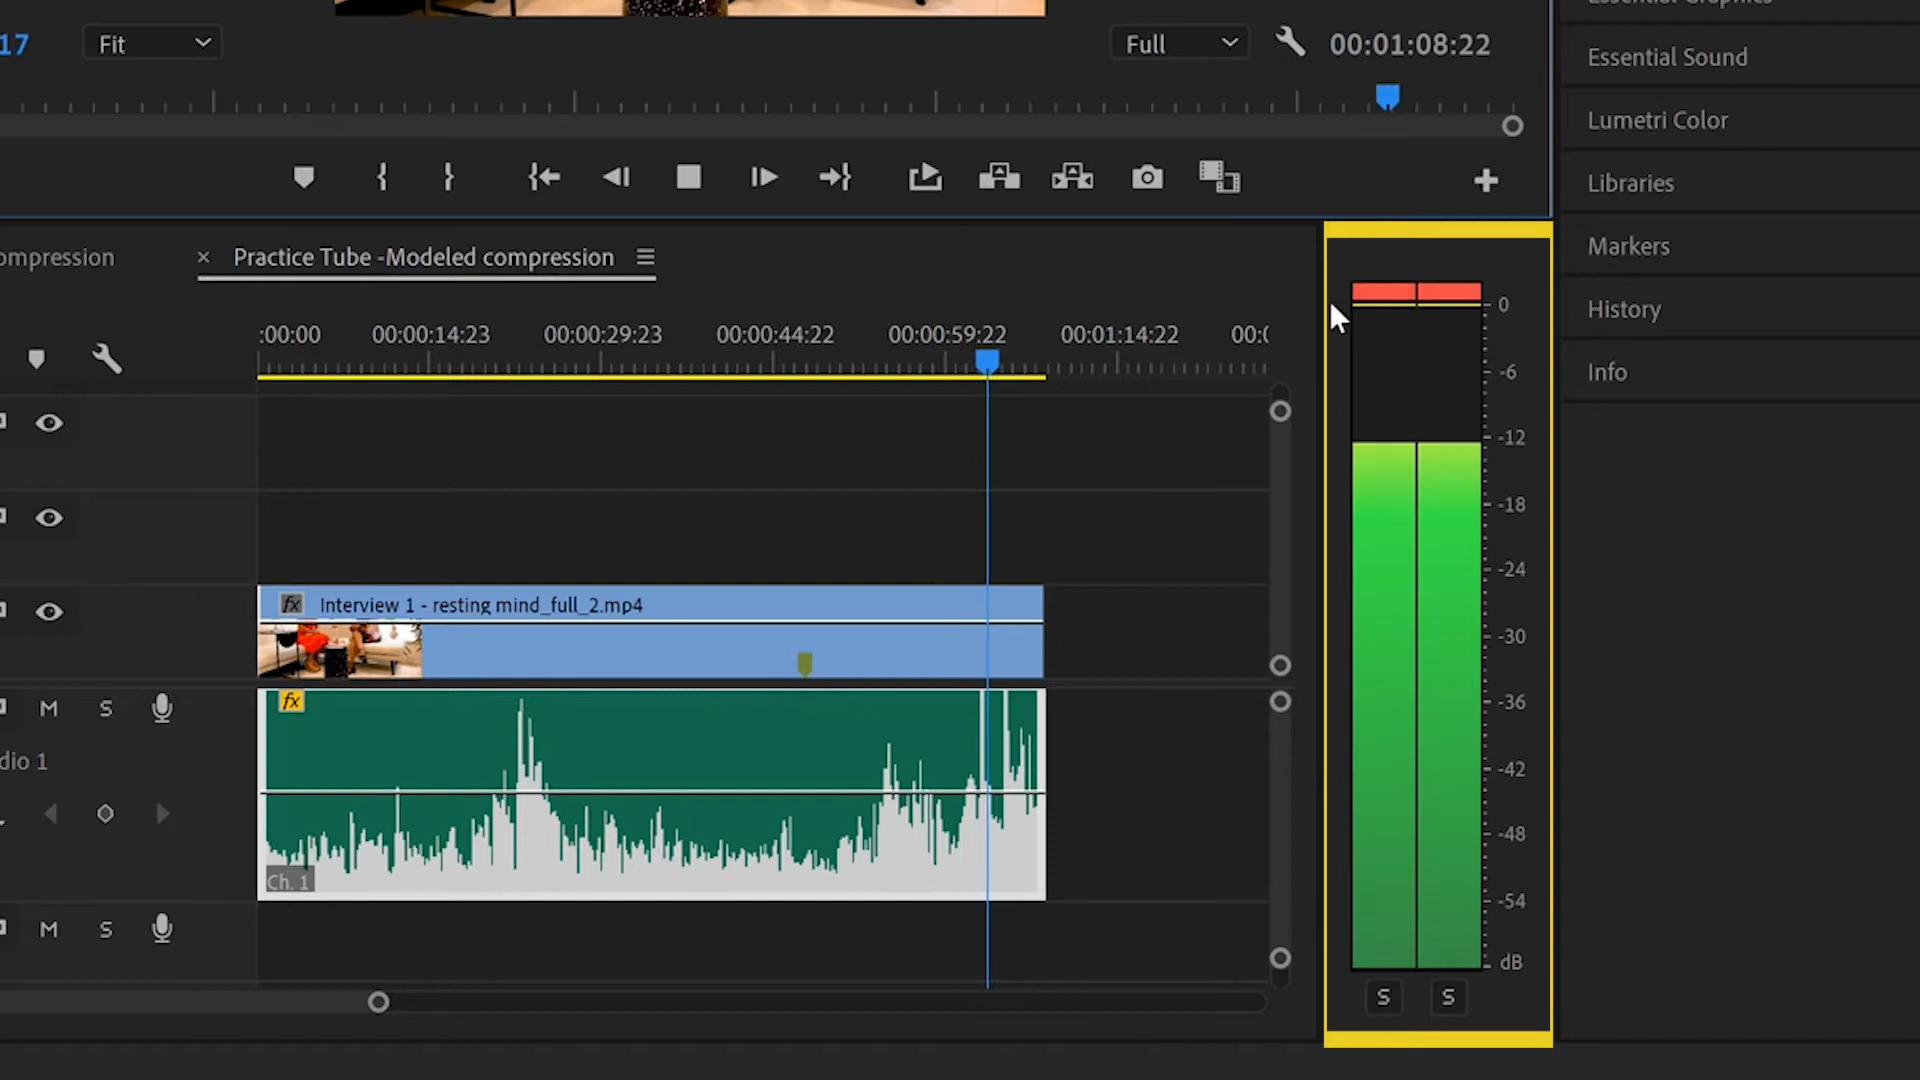 Essential Graphics
17
Fit
Full
00:01:08:22
Essential Sound
Lumetri Color
Libraries
Markers
History
Info
ompression
× Practice Tube -Modeled compression
:00:00
00:00:14:23
00:00:29:23
00:00:44:22
00:00:59:22
00:01:14:22
00:0
fx Interview 1 - resting mind_full_2.mp4
fx
M S
dio 1
Ch. 1
M S
0
-6
-12
-18
-24
-30
-36
-42
-48
-54
dB
S S